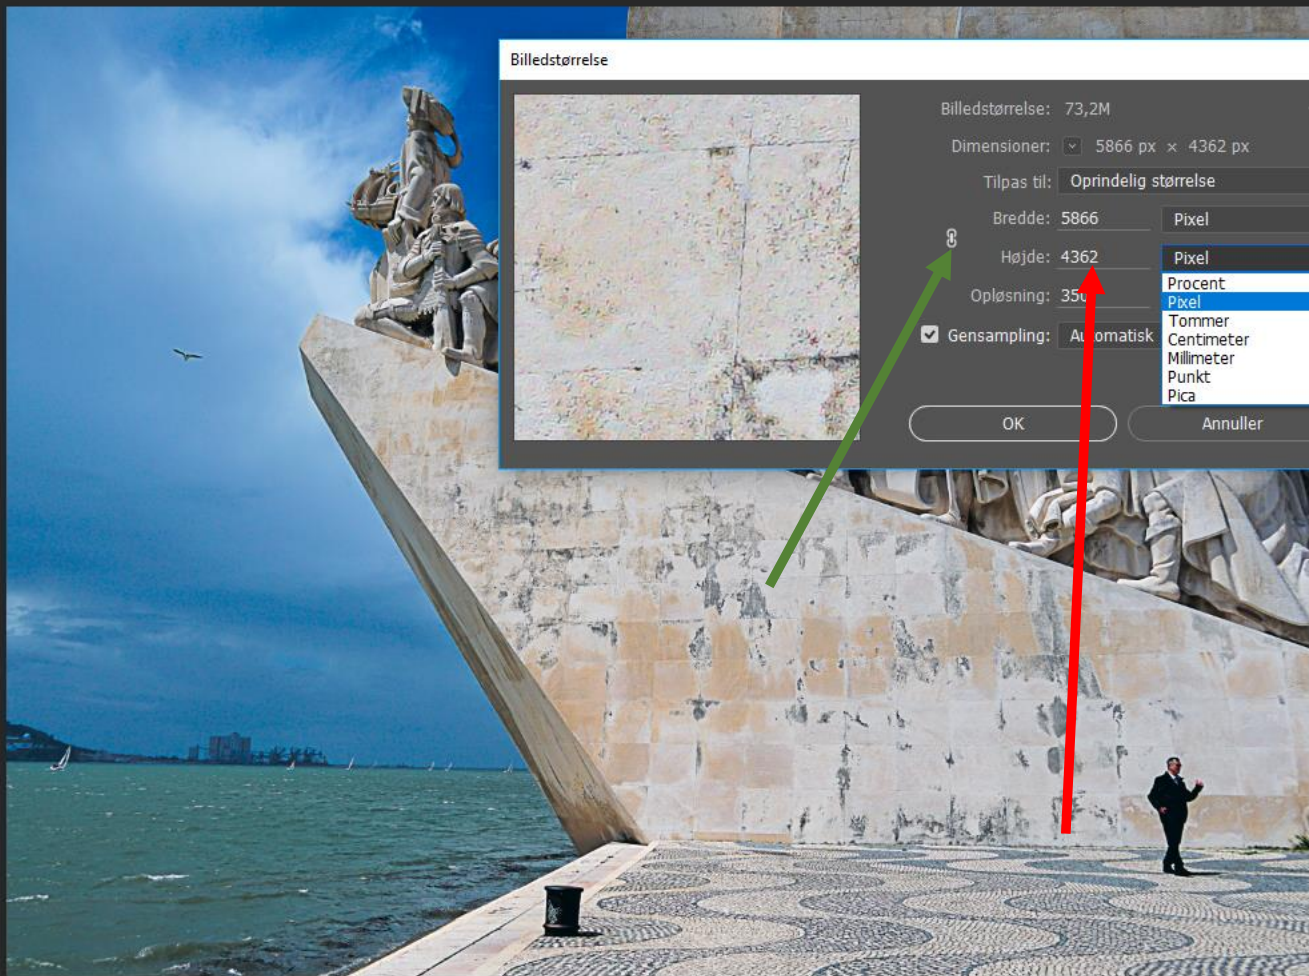 Billedstørrelse
Billedstørrelse: 73,2M
Dimensioner: 5866 px × 4362 px
Tilpas til: Oprindelig størrelse
Bredde: 5866 Pixel
Højde: 4362 Pixel
Opløsning:
Gensampling: Automatisk
Procent
Pixel
Tommer
Centimeter
Millimeter
Punkt
Pica
OK Annuller